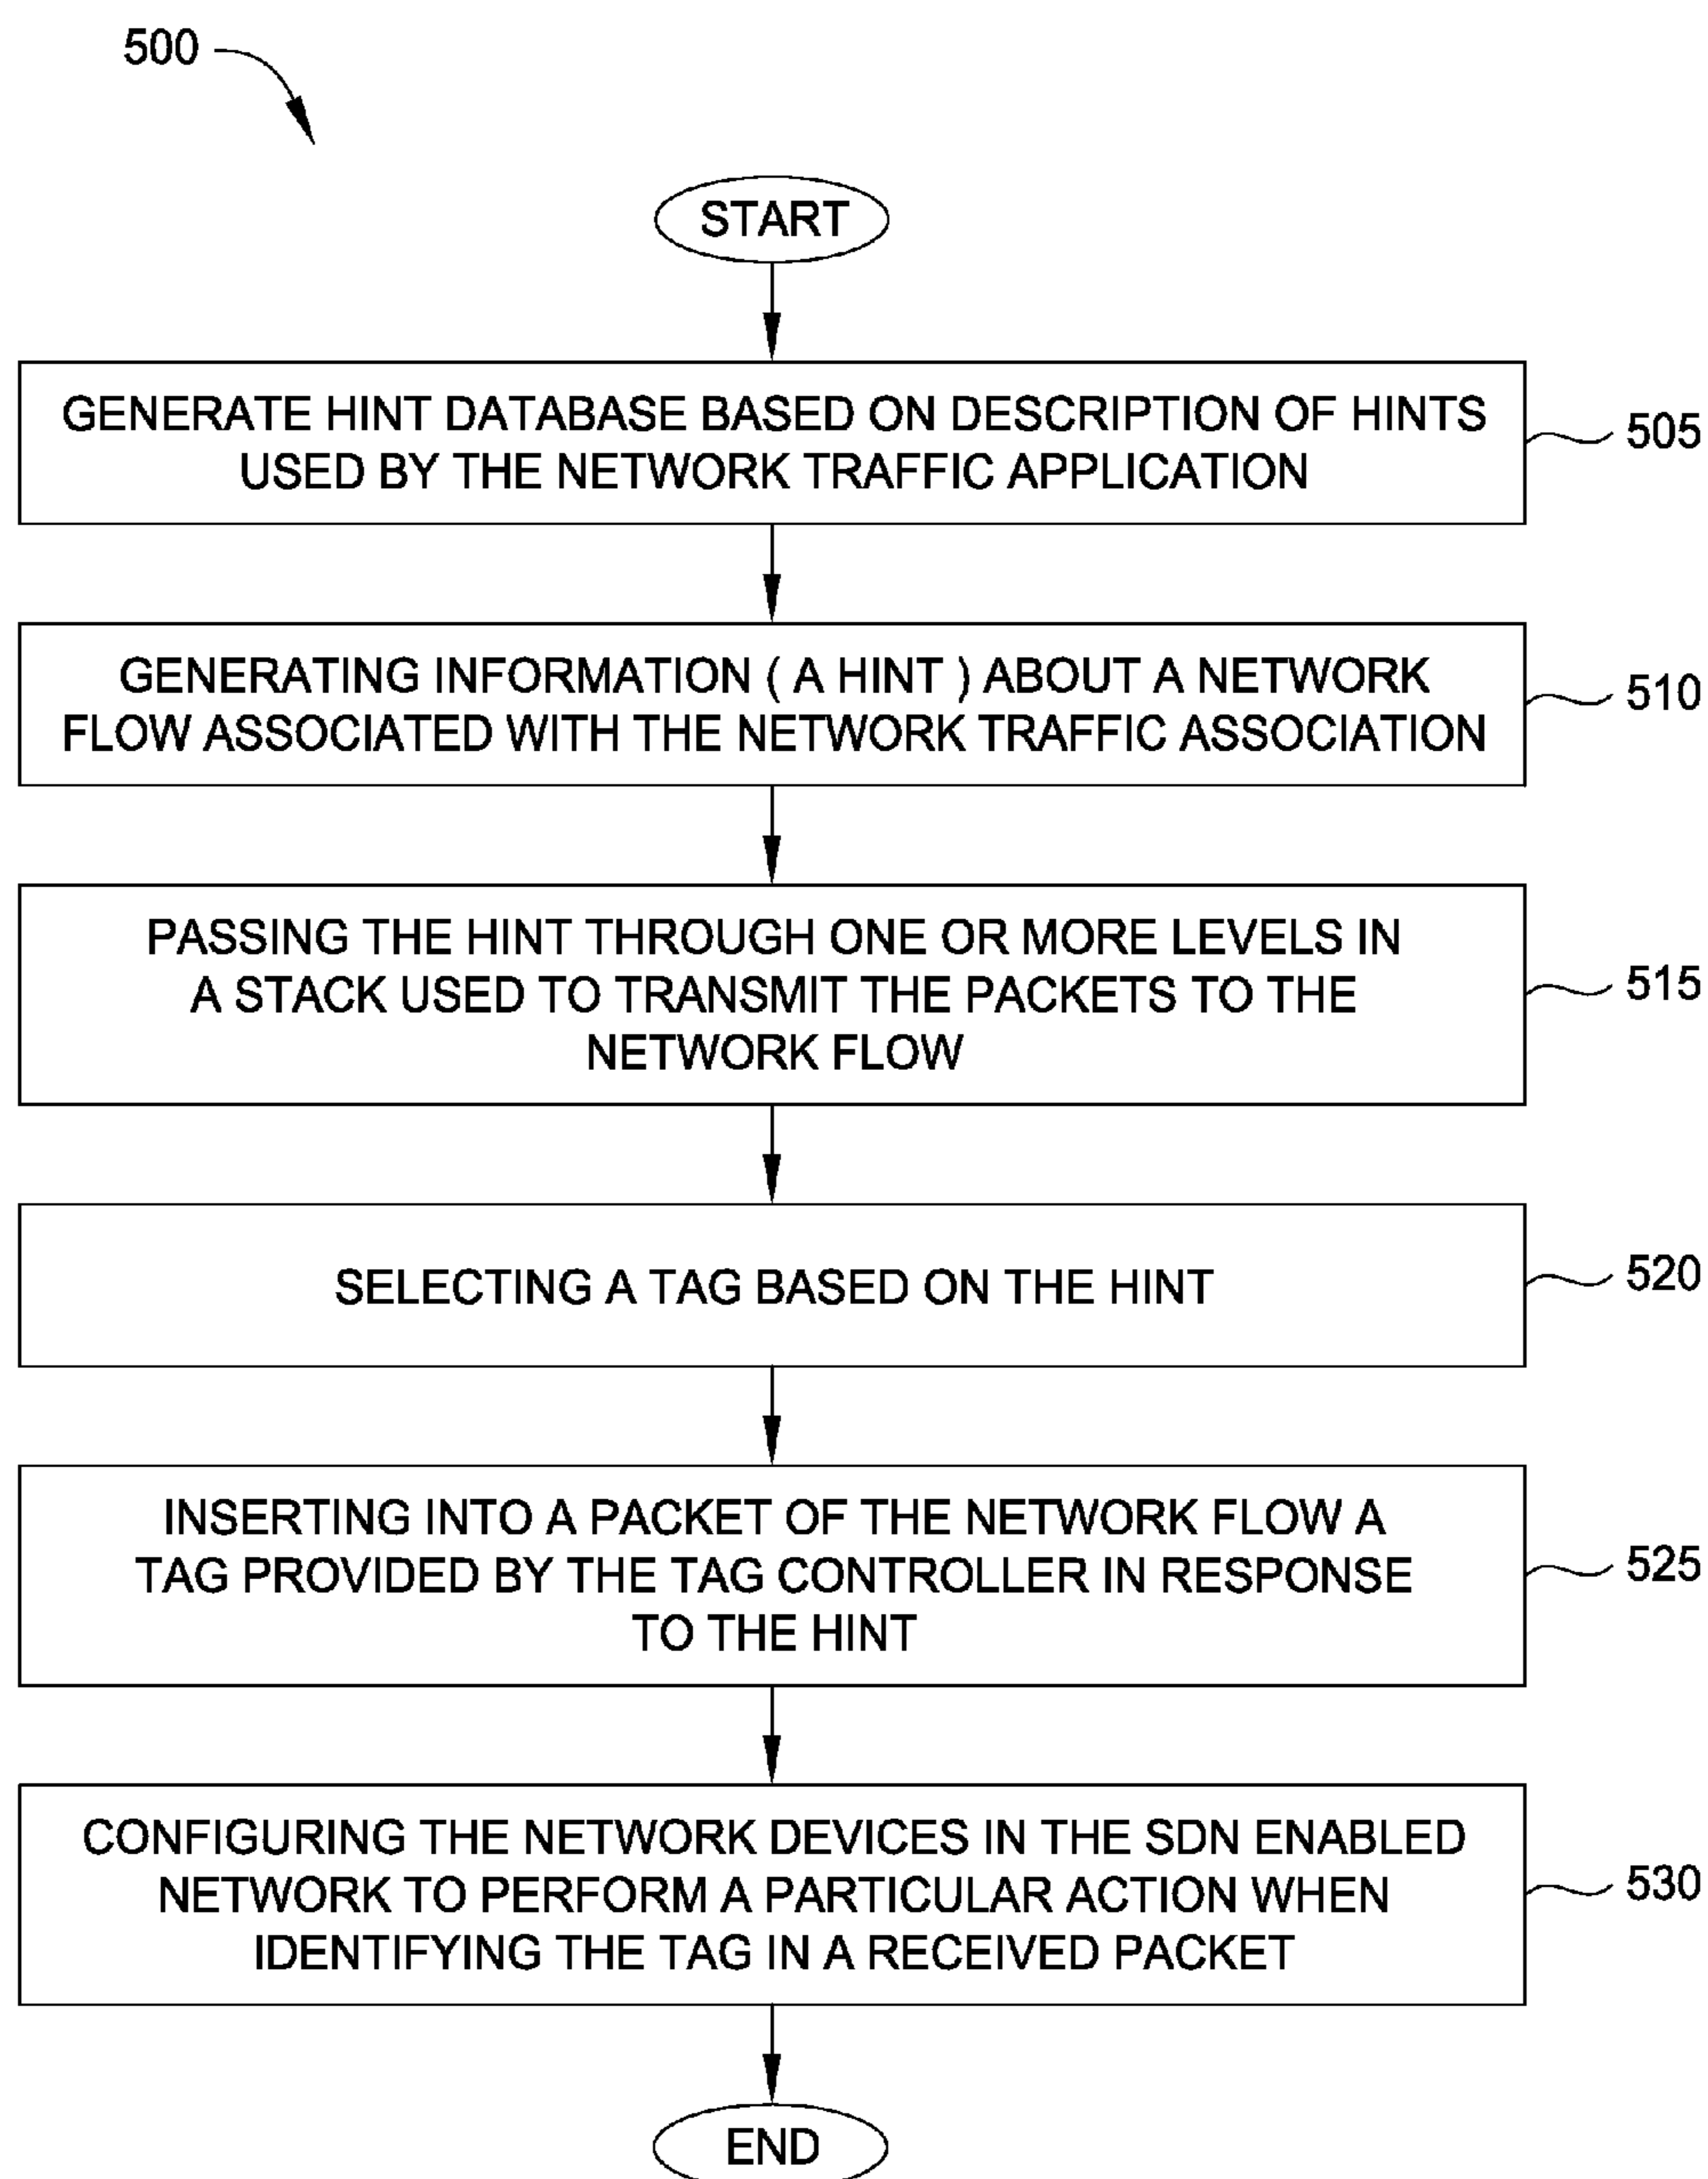 500
START
GENERATE HINT DATABASE BASED ON DESCRIPTION OF HINTS
USED BY THE NETWORK TRAFFIC APPLICATION
505
GENERATING INFORMATION ( A HINT ) ABOUT A NETWORK
FLOW ASSOCIATED WITH THE NETWORK TRAFFIC ASSOCIATION
510
PASSING THE HINT THROUGH ONE OR MORE LEVELS IN
A STACK USED TO TRANSMIT THE PACKETS TO THE
NETWORK FLOW
515
SELECTING A TAG BASED ON THE HINT
520
INSERTING INTO A PACKET OF THE NETWORK FLOW A
TAG PROVIDED BY THE TAG CONTROLLER IN RESPONSE
TO THE HINT
525
CONFIGURING THE NETWORK DEVICES IN THE SDN ENABLED
NETWORK TO PERFORM A PARTICULAR ACTION WHEN
IDENTIFYING THE TAG IN A RECEIVED PACKET
530
END